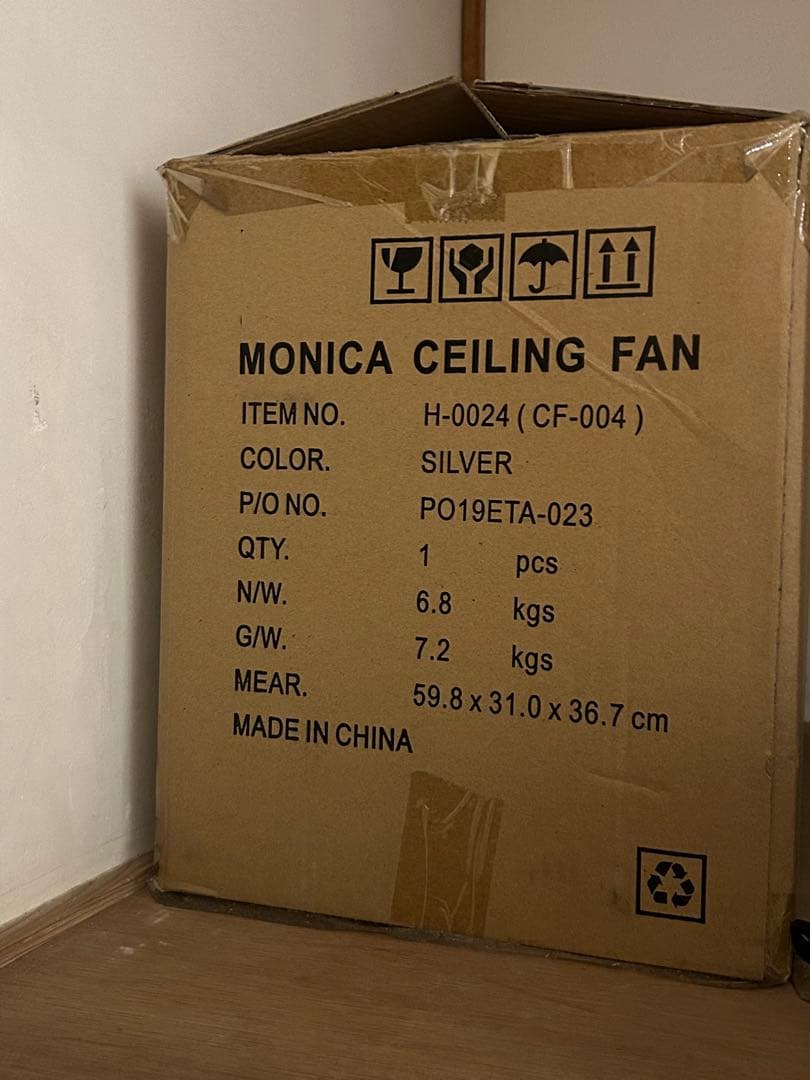 MONICA CEILING FAN
ITEM NO. H-0024 ( CF-004 )
COLOR. SILVER
P/O NO. PO19ETA-023
QTY. 1 pcs
N/W. 6.8 kgs
G/W. 7.2 kgs
MEAR. 59.8 x 31.0 x 36.7 cm
MADE IN CHINA